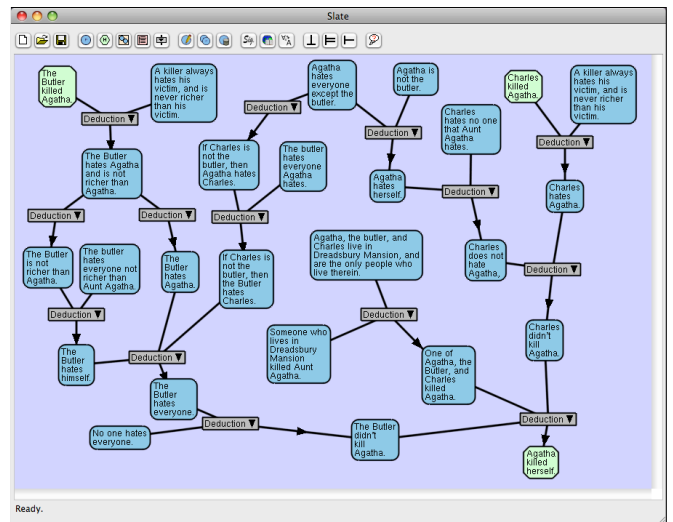 Slate
The
Butler
killed
Agatha.
A killer always
hates his
victim, and is
never richer
than his
victim.
Agatha
hates
everyone
except the
butler.
Agatha is
not the
butler.
Charles
killed
Agatha.
A killer always
hates his
victim, and is
never richer
than his
victim.
Deduction
Deduction
Deduction
Charles
hates no one
that Aunt
Agatha
hates.
Deduction
The Butler
hates Agatha
and is not
richer than
Agatha.
If Charles is
not the
butler, then
Agatha hates
Charles.
The butler
hates
everyone
Agatha
hates.
Agatha
hates
herself.
Deduction
Charles
hates
Agatha.
Deduction
Deduction
Deduction
The Butler
is not
richer than
Agatha.
The butler
hates
everyone not
richer than
Aunt Agatha.
The
Butler
hates
Agatha.
If Charles is
not the
butler, then
the Butler
hates
Charles.
Agatha, the butler, and
Charles live in
Dreadsbury Mansion, and
are the only people who
live therein.
Charles
does not
hate
Agatha,
Deduction
Deduction
Deduction
Someone who
lives in
Dreadsbury
Mansion
killed Aunt
Agatha.
Charles
didn't
kill
Agatha.
The
Butler
hates
himself.
Deduction
One of
Agatha, the
Butler, and
Charles
killed
Agatha.
The
Butler
hates
everyone.
No one hates
everyone.
Deduction
The Butler
didn't
kill
Agatha.
Deduction
Agatha
killed
herself.
Ready.